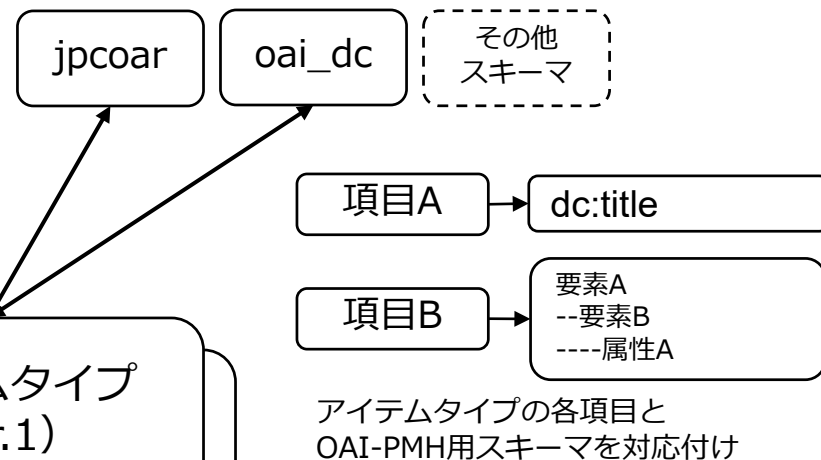 jpcoar
oai_dc
その他
スキーマ
項目A
dc:title
項目B
要素A
--要素B
----属性A
タイプ
.1)
アイテムタイプの各項目と
OAI-PMH用スキーマを対応付け